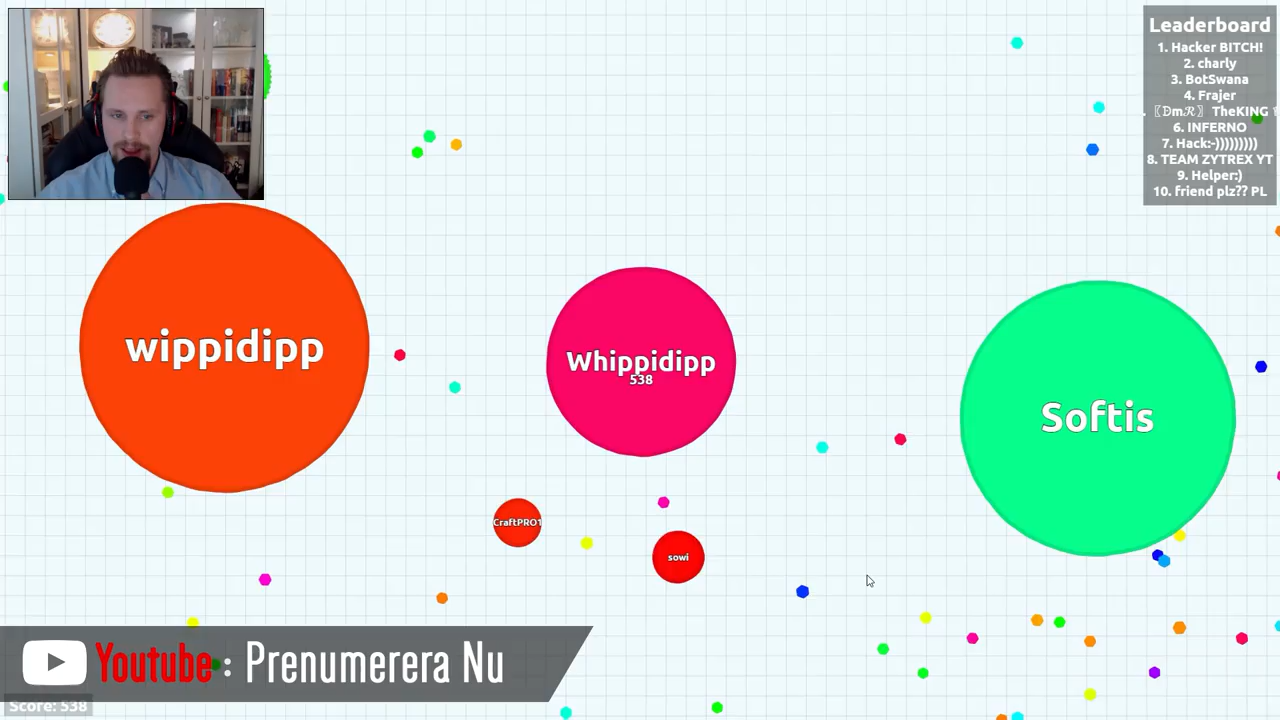 Leaderboard
1. Hacker BITCH!
2. charly
3. BotSwana
4. Frajer
. 〖ᗪmℛ〗 TheKING
6. INFERNO
7. Hack:-)))))))))
8. TEAM ZYTREX YT
9. Helper:)
10. friend plz?? PL
wippidipp
Whippidipp
538
Softis
CraftPRO1
sowi
Youtube : Prenumerera Nu
Score: 538